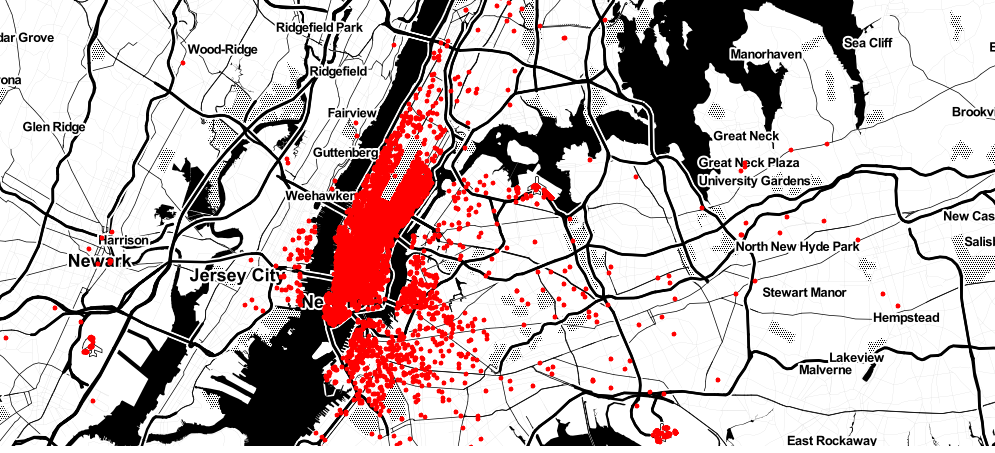 Ridgefield Park
dar Grove
Wood-Ridge
Sea Cliff
Manorhaven
Ridgefield
Fairview
Brookv
Glen Ridge
Great Neck
Guttenberg
Great Neck Plaza
University Gardens
Weehawken
New Cas
Harrison
Salisb
North New Hyde Park
Newark
Jersey City
Stewart Manor
Ne
Hempstead
Lakeview
Malverne
East Rockaway